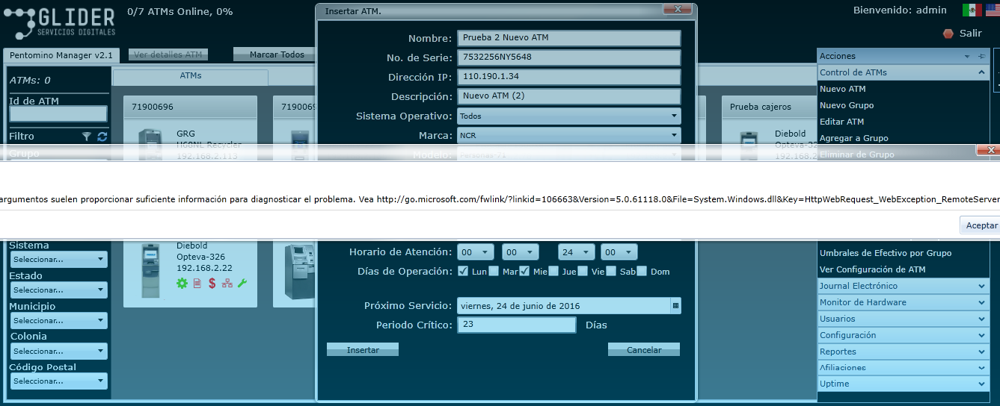 GLIDER
SERVICIOS DIGITALES
0/7 ATMs Online, 0%
Bienvenido: admin
Salir
Pentomino Manager v2.1
Ver detalles ATM
Marcar Todos
ATMs: 0
Id de ATM
Filtro
Grupo
Sistema
Seleccionar...
Estado
Seleccionar...
Municipio
Seleccionar...
Colonia
Seleccionar...
Código Postal
Seleccionar...
ATMs
71900696
GRG
H68NL Recycler
192.168.2.113
7190069
Prueba cajeros
Diebold
Opteva-32
192.168.2.2
Diebold
Opteva-326
192.168.2.22
Insertar ATM.
Nombre: Prueba 2 Nuevo ATM
No. de Serie: 7532256NY5648
Dirección IP: 110.190.1.34
Descripción: Nuevo ATM (2)
Sistema Operativo: Todos
Marca: NCR
Modelo: Personas-71
argumentos suelen proporcionar suficiente información para diagnosticar el problema. Vea http://go.microsoft.com/fwlink/?linkid=106663&Version=5.0.61118.0&File=System.Windows.dll&Key=HttpWebRequest_WebException_RemoteServer
Aceptar
Horario de Atención: 00 00 24 00
Días de Operación: Lun Mar Mie Jue Vie Sab Dom
Próximo Servicio: viernes, 24 de junio de 2016
Periodo Crítico: 23 Días
Insertar
Cancelar
Acciones
Control de ATMs
Nuevo ATM
Nuevo Grupo
Editar ATM
Agregar a Grupo
Eliminar de Grupo
Umbrales de Efectivo por Grupo
Ver Configuración de ATM
Journal Electrónico
Monitor de Hardware
Usuarios
Configuración
Reportes
Afiliaciones
Uptime